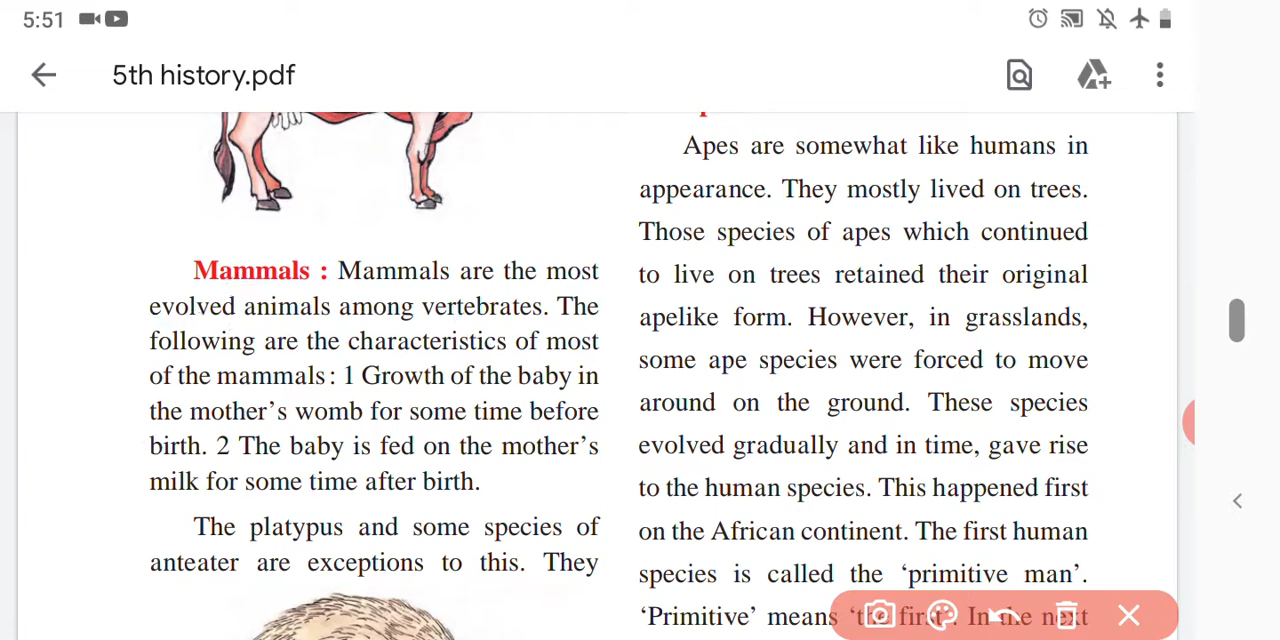 5:51
5th history.pdf
Mammals : Mammals are the most
evolved animals among vertebrates. The
following are the characteristics of most
of the mammals : 1 Growth of the baby in
the mother's womb for some time before
birth. 2 The baby is fed on the mother's
milk for some time after birth.
The platypus and some species of
anteater are exceptions to this. They
Apes are somewhat like humans in
appearance. They mostly lived on trees.
Those species of apes which continued
to live on trees retained their original
apelike form. However, in grasslands,
some ape species were forced to move
around on the ground. These species
evolved gradually and in time, gave rise
to the human species. This happened first
on the African continent. The first human
species is called the 'primitive man'.
'Primitive' means 'the first'. In the next